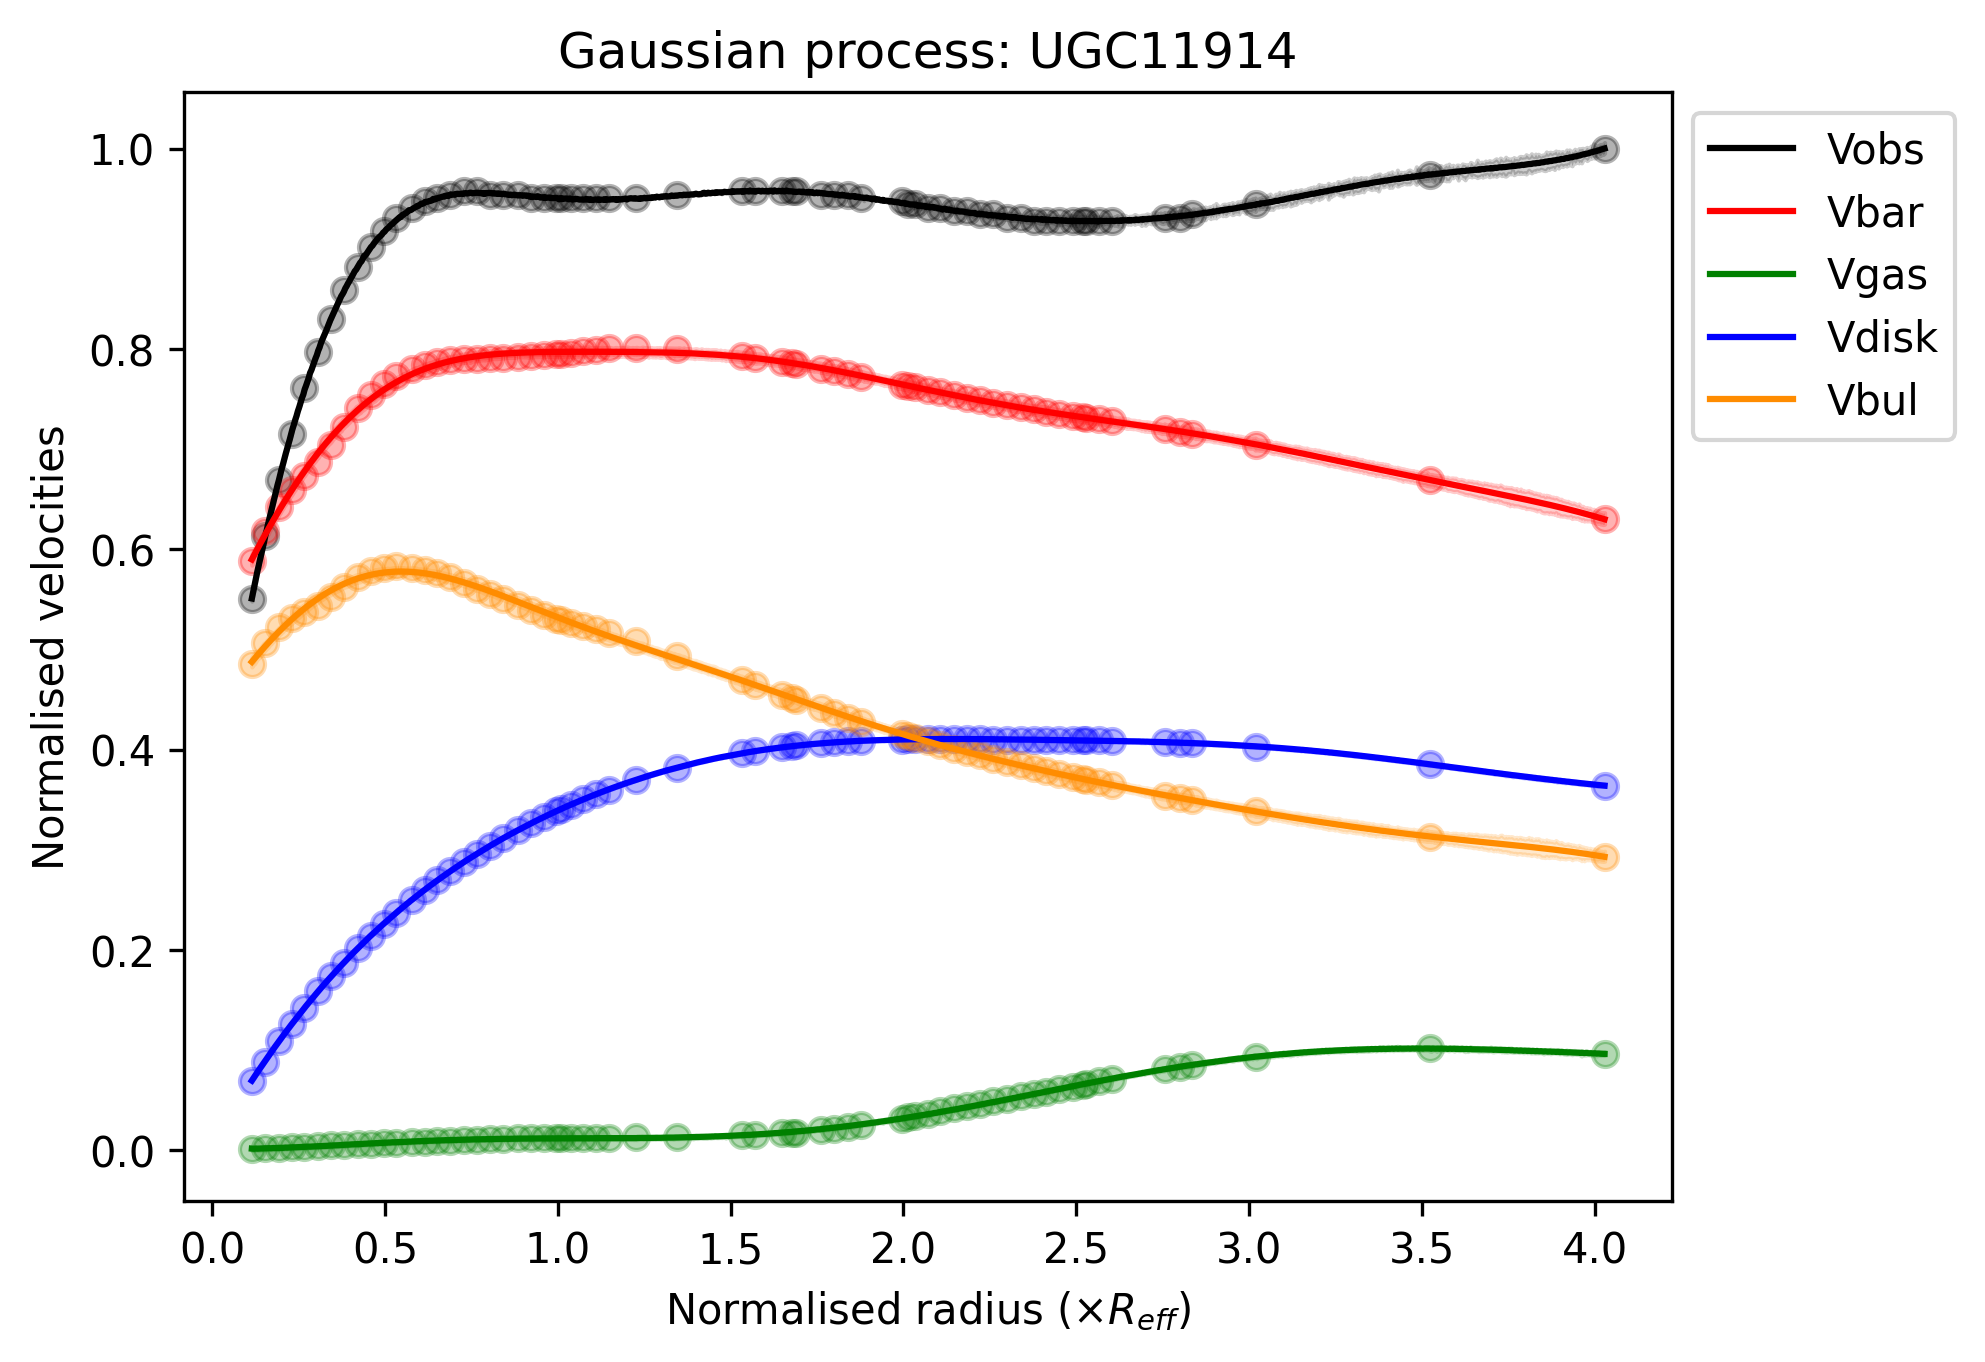 Gaussian process: UGC11914
Normalised velocities
1.0
0.8
0.6
0.4
0.2
0.0
0.0 0.5 1.0 1.5 2.0 2.5 3.0 3.5 4.0
Normalised radius (×R_eff)
Vobs
Vbar
Vgas
Vdisk
Vbul